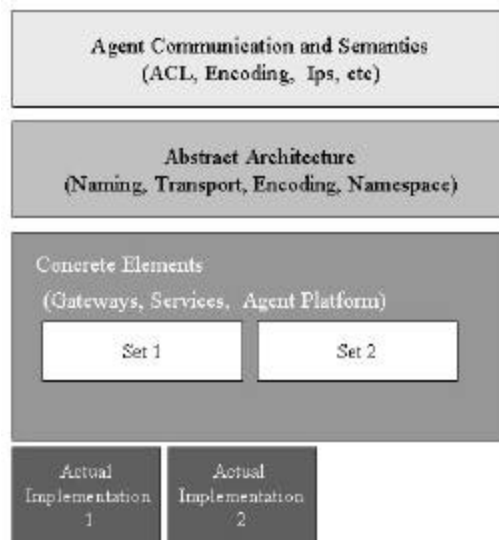 Agent Communication and Semantics
(ACL, Encoding, Ips, etc)
Abstract Architecture
(Naming, Transport, Encoding, Namespace)
Concrete Elements
(Gateways, Services, Agent Platform)
Set 1
Set 2
Actual
Implementation
1
Actual
Implementation
2